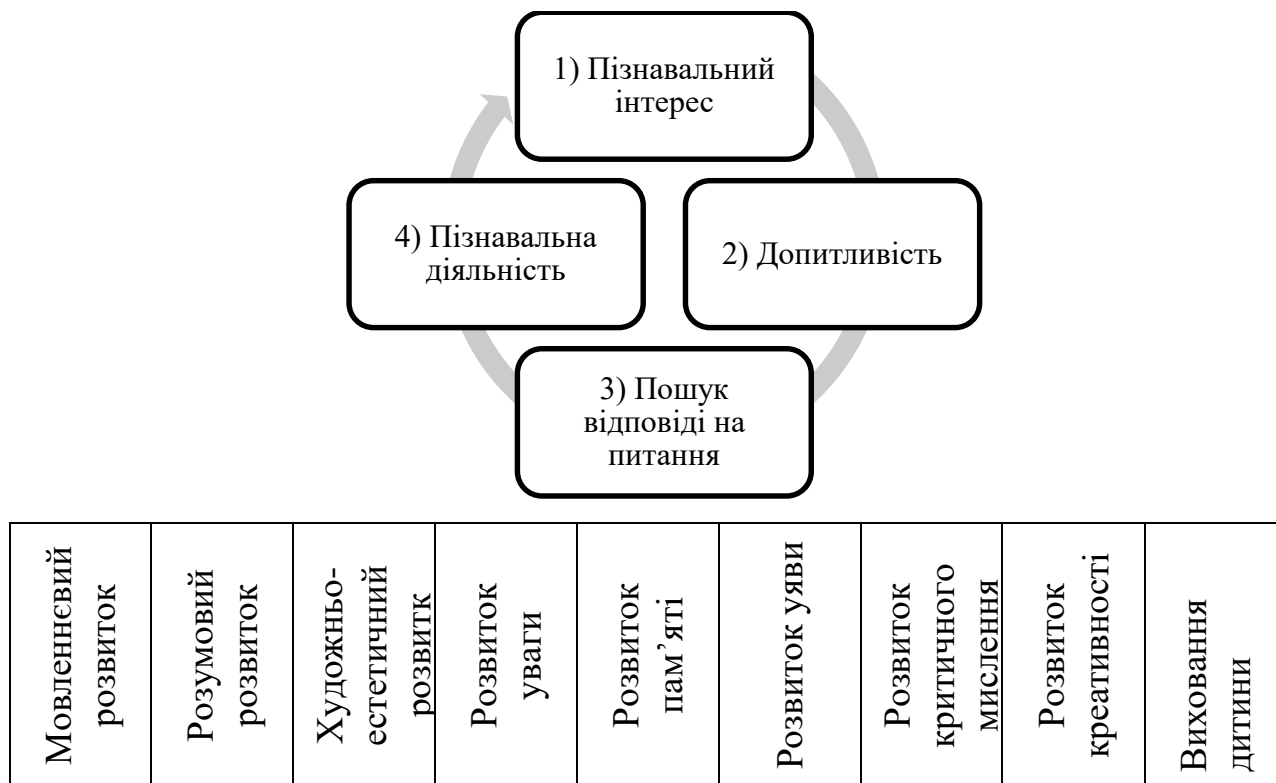 1) Пізнавальний
інтерес
2) Допитливість
3) Пошук
відповіді на
питання
4) Пізнавальна
діяльність
Мовленнєвий
розвиток
Розумовий
розвиток
Художньо-
естетичний
розвитк
Розвиток
уваги
Розвиток
пам’яті
Розвиток уяви
Розвиток
критичного
мислення
Розвиток
креативності
Виховання
дитини